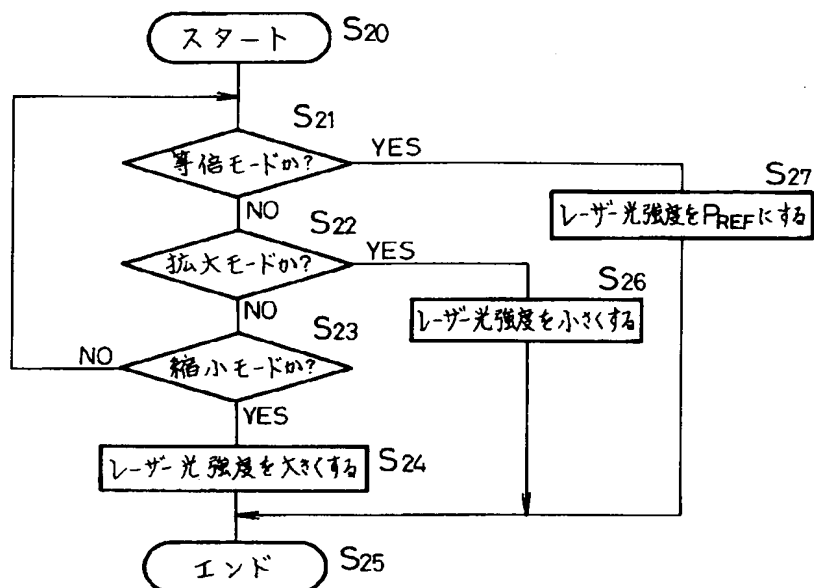 スタート S20
S21
等倍モードか? YES
S27
レーザー光強度をPREFにする
NO
S22
拡大モードか? YES
S26
レーザー光強度を小さくする
NO
S23
NO
縮小モードか?
YES
レーザー光強度を大きくする S24
エンド S25